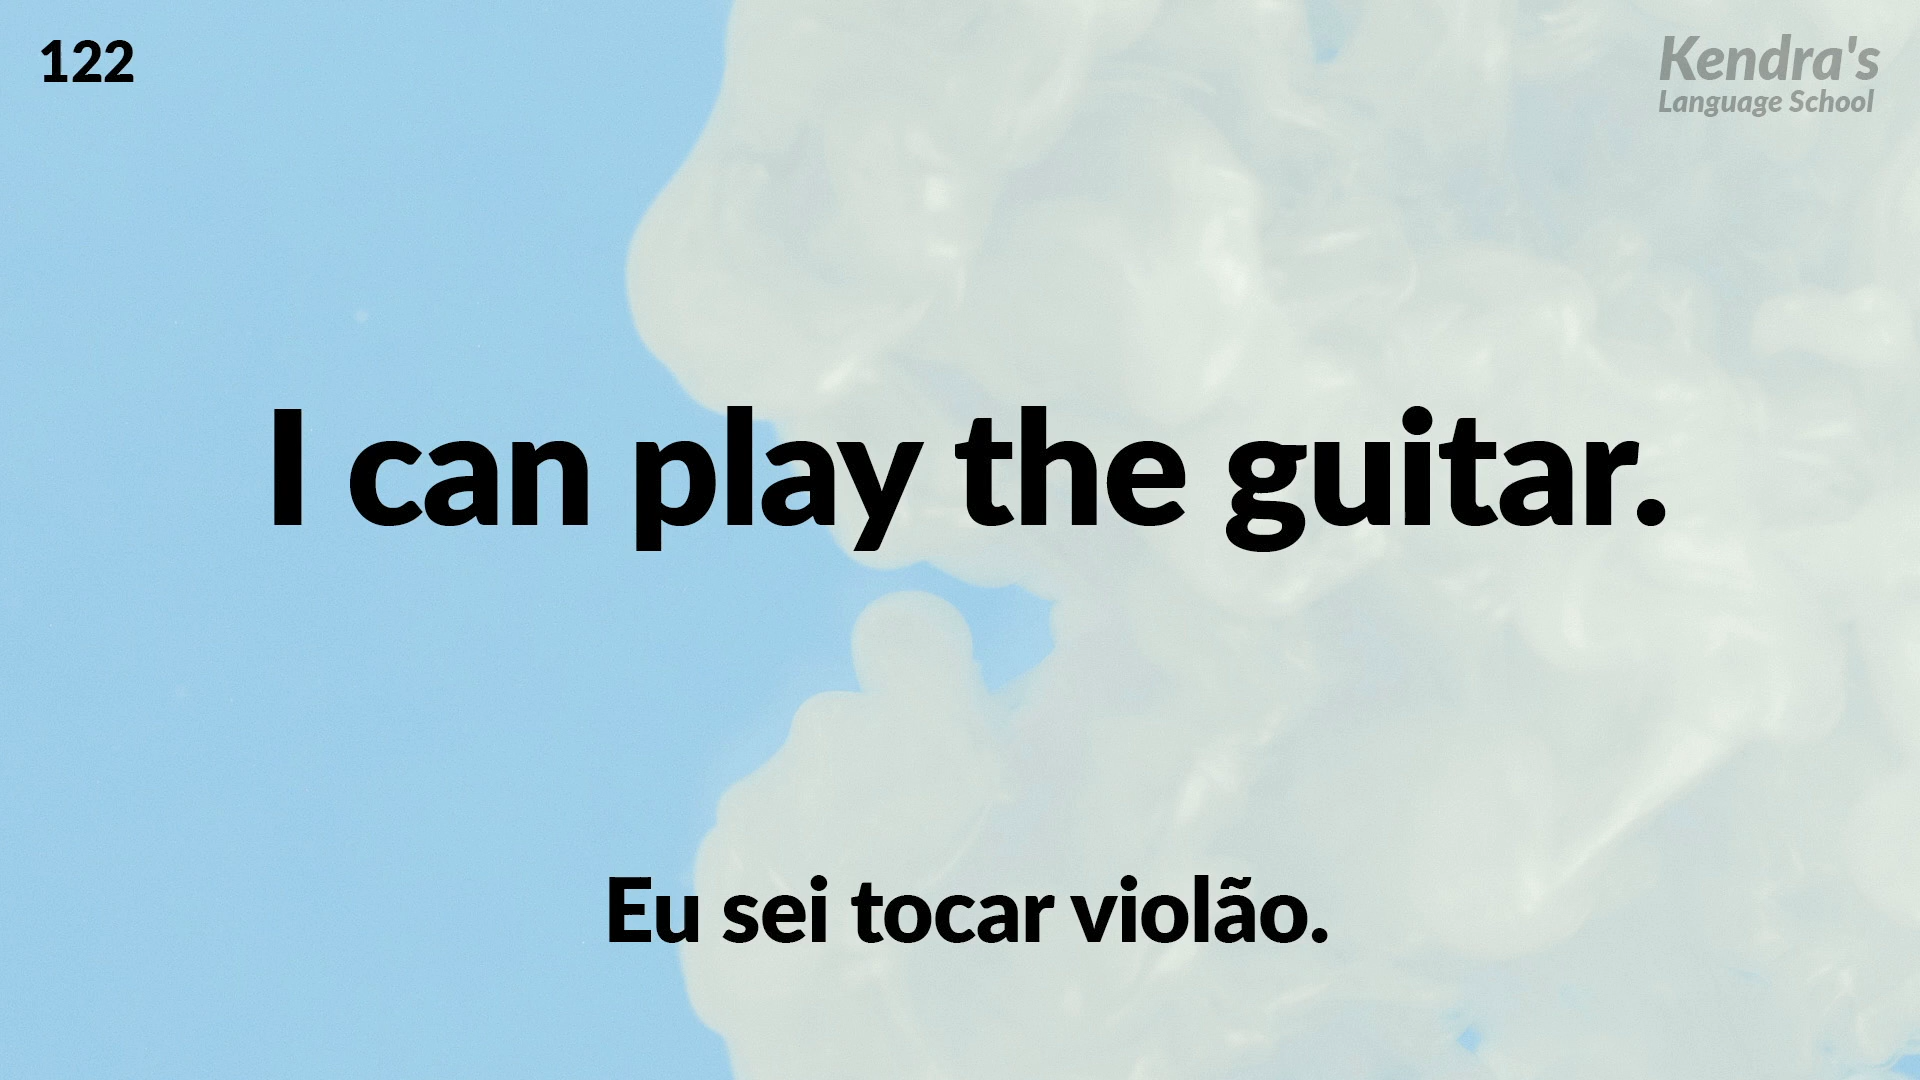 122
Kendra's
Language School
I can play the guitar.
Eu sei tocar violão.